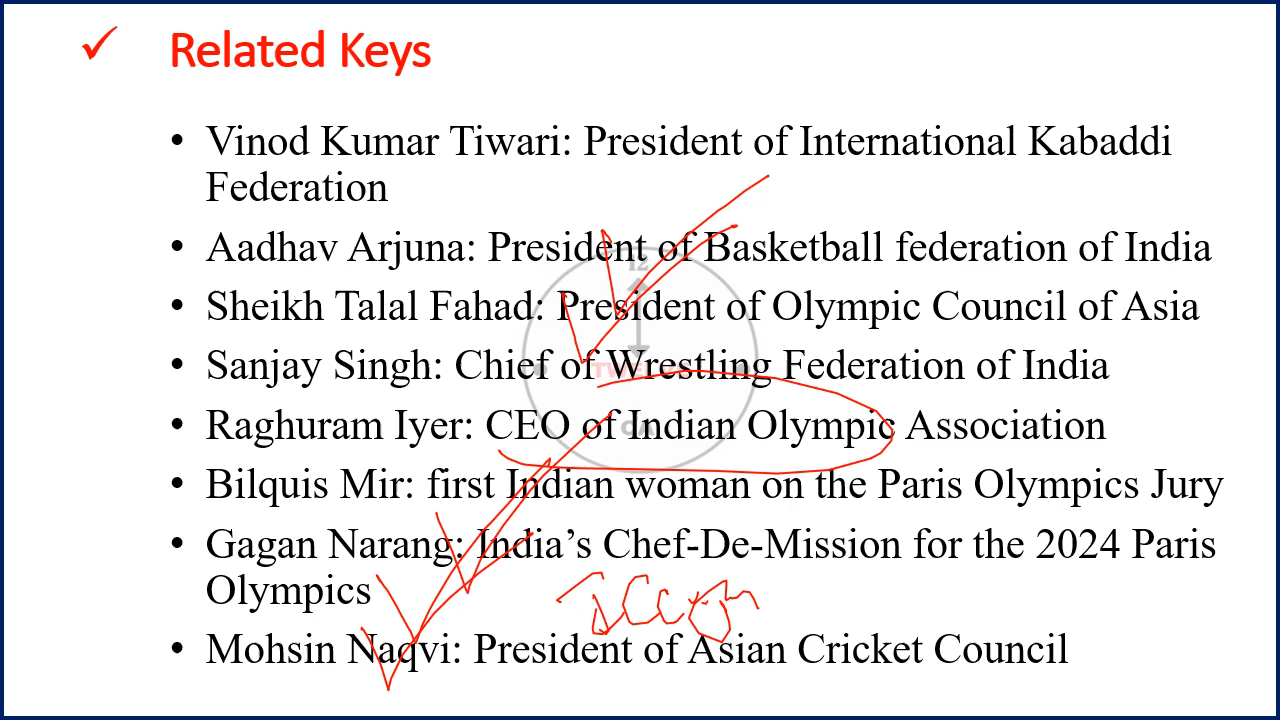 ✓ Related Keys
• Vinod Kumar Tiwari: President of International Kabaddi
Federation
• Aadhav Arjuna: President of Basketball federation of India
• Sheikh Talal Fahad: President of Olympic Council of Asia
• Sanjay Singh: Chief of Wrestling Federation of India
• Raghuram Iyer: CEO of Indian Olympic Association
• Bilquis Mir: first Indian woman on the Paris Olympics Jury
• Gagan Narang: India’s Chef-De-Mission for the 2024 Paris
Olympics
• Mohsin Naqvi: President of Asian Cricket Council
12
CA